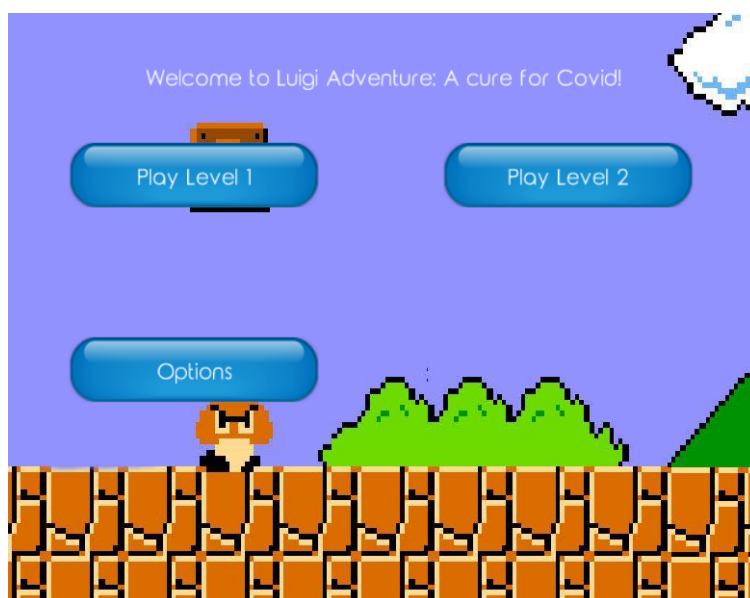 Welcome to Luigi Adventure: A cure for Covid!
Play Level 1
Play Level 2
Options